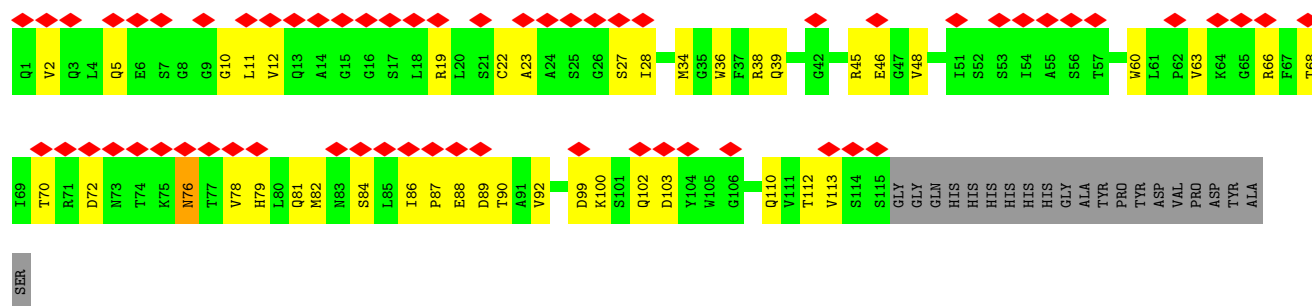 Q1 V2 Q3 L4 Q5 E6 S7 G8 G9 G10 L11 V12 Q13 A14 G15 G16 S17 L18 R19 L20 S21 C22 A23 A24 S25 G26 S27 I28 M34 G35 W36 F37 R38 Q39 G42 R45 E46 G47 V48 I51 S52 S53 I54 A55 S56 T57 W60 L61 P62 V63 K64 G65 R66 F67 T68
I69 T70 R71 D72 N73 T74 K75 N76 T77 V78 H79 L80 Q81 M82 N83 S84 L85 I86 P87 E88 D89 T90 A91 V92 D99 K100 S101 Q102 D103 Y104 W105 G106 Q110 V111 T112 V113 S114 S115 GLY GLY GLN HIS HIS HIS HIS HIS HIS GLY ALA TYR PRO TYR ASP VAL PRO ASP TYR ALA
SER